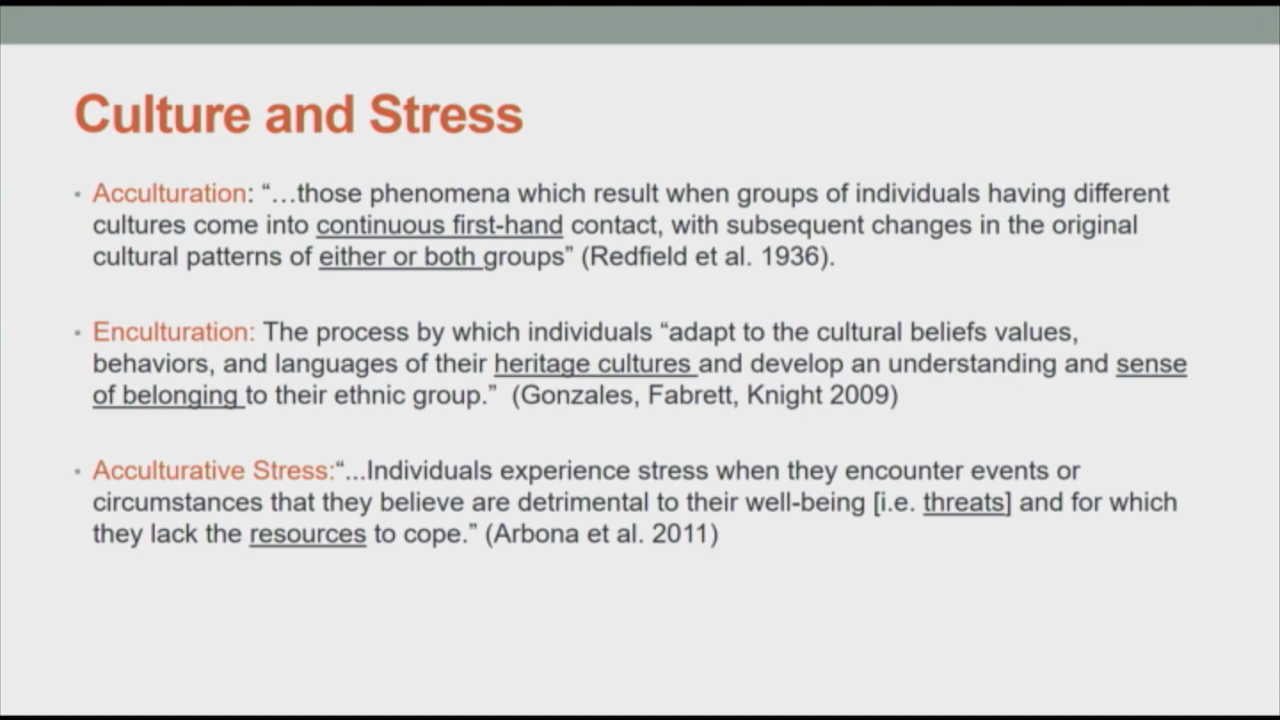 Culture and Stress
• Acculturation: “…those phenomena which result when groups of individuals having different
cultures come into continuous first-hand contact, with subsequent changes in the original
cultural patterns of either or both groups” (Redfield et al. 1936).
• Enculturation: The process by which individuals “adapt to the cultural beliefs values,
behaviors, and languages of their heritage cultures and develop an understanding and sense
of belonging to their ethnic group.” (Gonzales, Fabrett, Knight 2009)
• Acculturative Stress:“...Individuals experience stress when they encounter events or
circumstances that they believe are detrimental to their well-being [i.e. threats] and for which
they lack the resources to cope.” (Arbona et al. 2011)